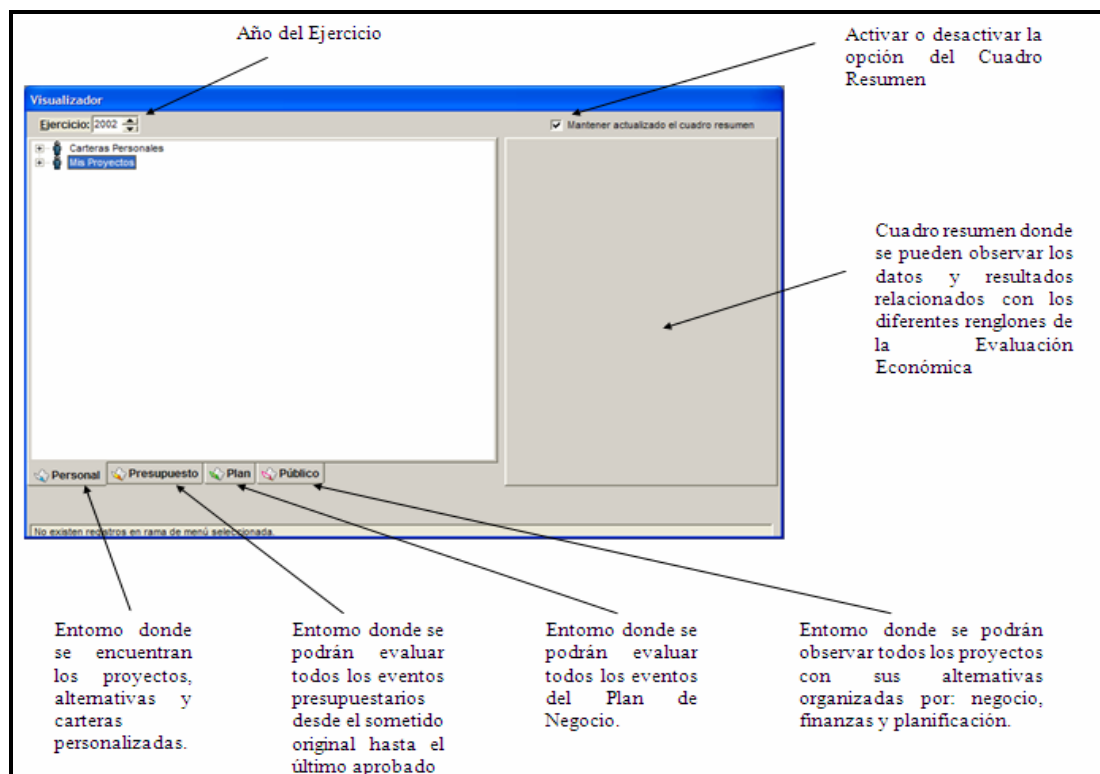 Año del Ejercicio
Activar o desactivar la
opción del Cuadro
Resumen
Visualizador
Ejercicio: 2002
Mantener actualizado el cuadro resumen
Carteras Personales
Mis Proyectos
Cuadro resumen donde
se pueden observar los
datos y resultados
relacionados con los
diferentes renglones de
la Evaluación
Económica
Personal Presupuesto Plan Público
No existen registros en rama de menú seleccionada.
Entorno donde
se encuentran
los proyectos,
alternativas y
carteras
personalizadas.
Entorno donde se
podrán evaluar
todos los eventos
presupuestarios
desde el sometido
original hasta el
último aprobado
Entorno donde se
podrán evaluar
todos los eventos
del Plan de
Negocio.
Entorno donde se podrán
observar todos los proyectos
con sus alternativas
organizadas por: negocio,
finanzas y planificación.